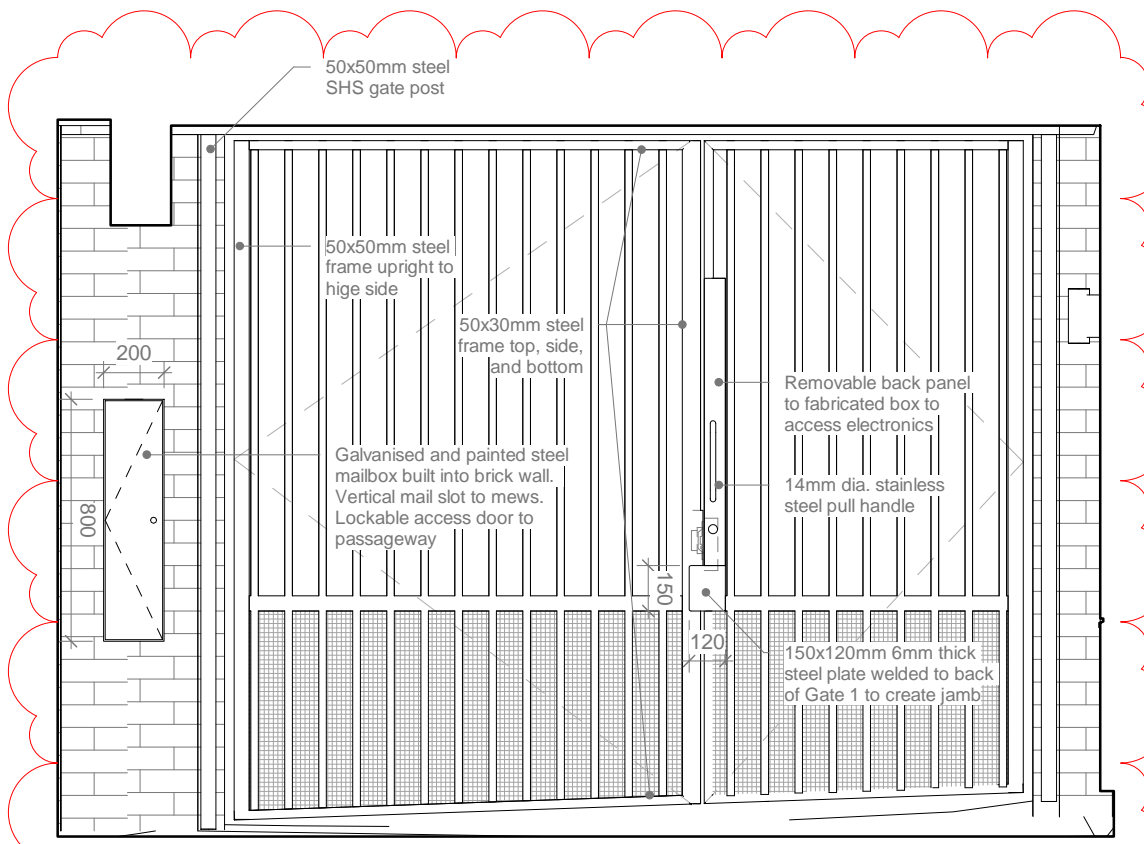 50x50mm steel
SHS gate post
50x50mm steel
frame upright to
hige side
50x30mm steel
frame top, side,
and bottom
200
Removable back panel
to fabricated box to
access electronics
Galvanised and painted steel
mailbox built into brick wall.
Vertical mail slot to mews.
Lockable access door to
passageway
14mm dia. stainless
steel pull handle
800
150
120
150x120mm 6mm thick
steel plate welded to back
of Gate 1 to create jamb